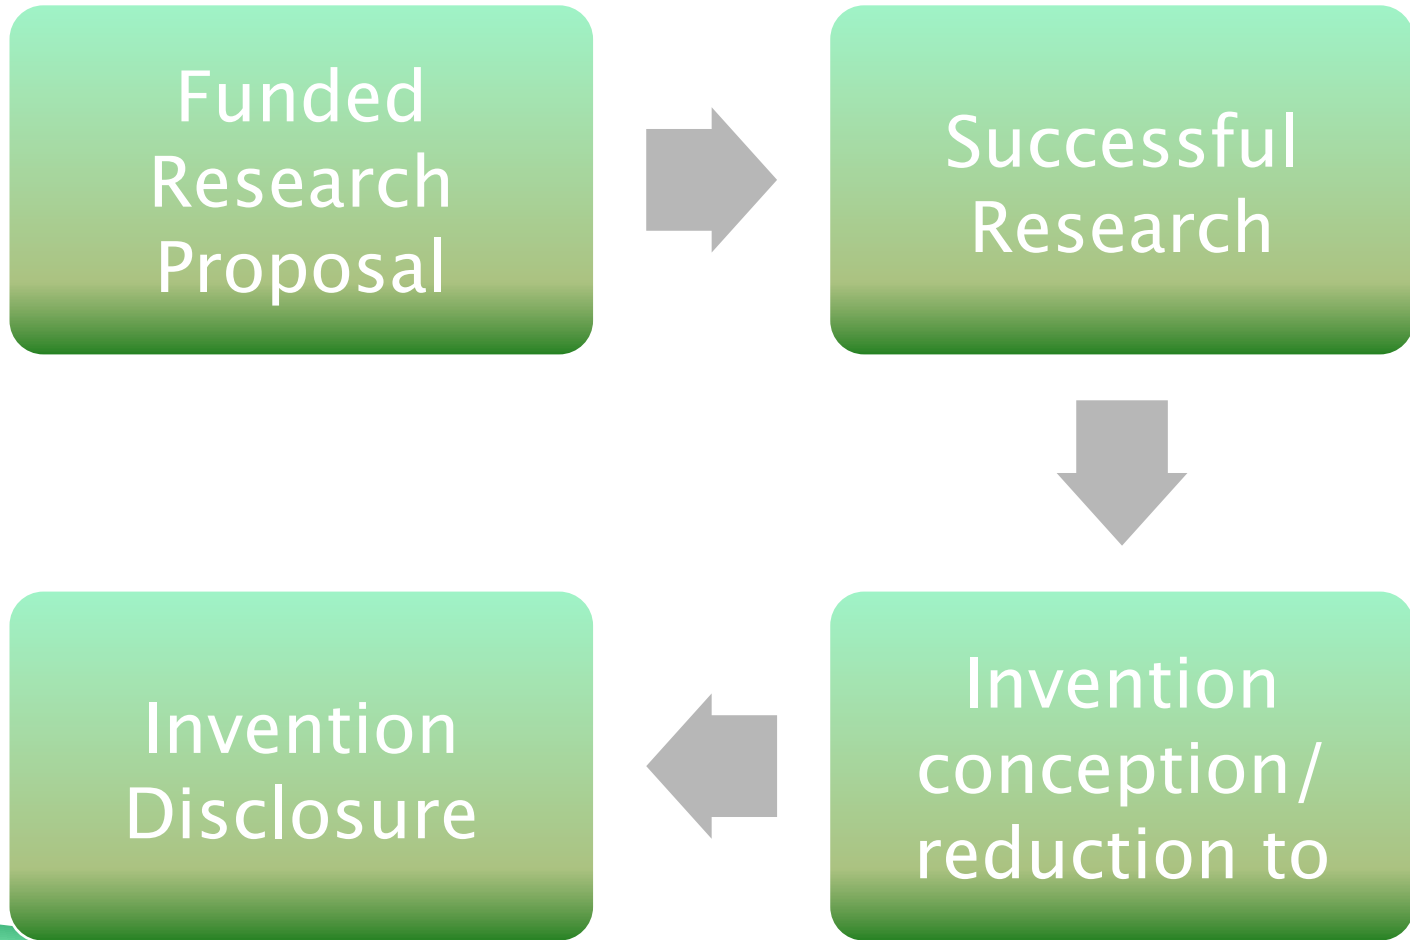 Funded
Research
Proposal
Successful
Research
Invention
conception/
reduction to
Invention
Disclosure